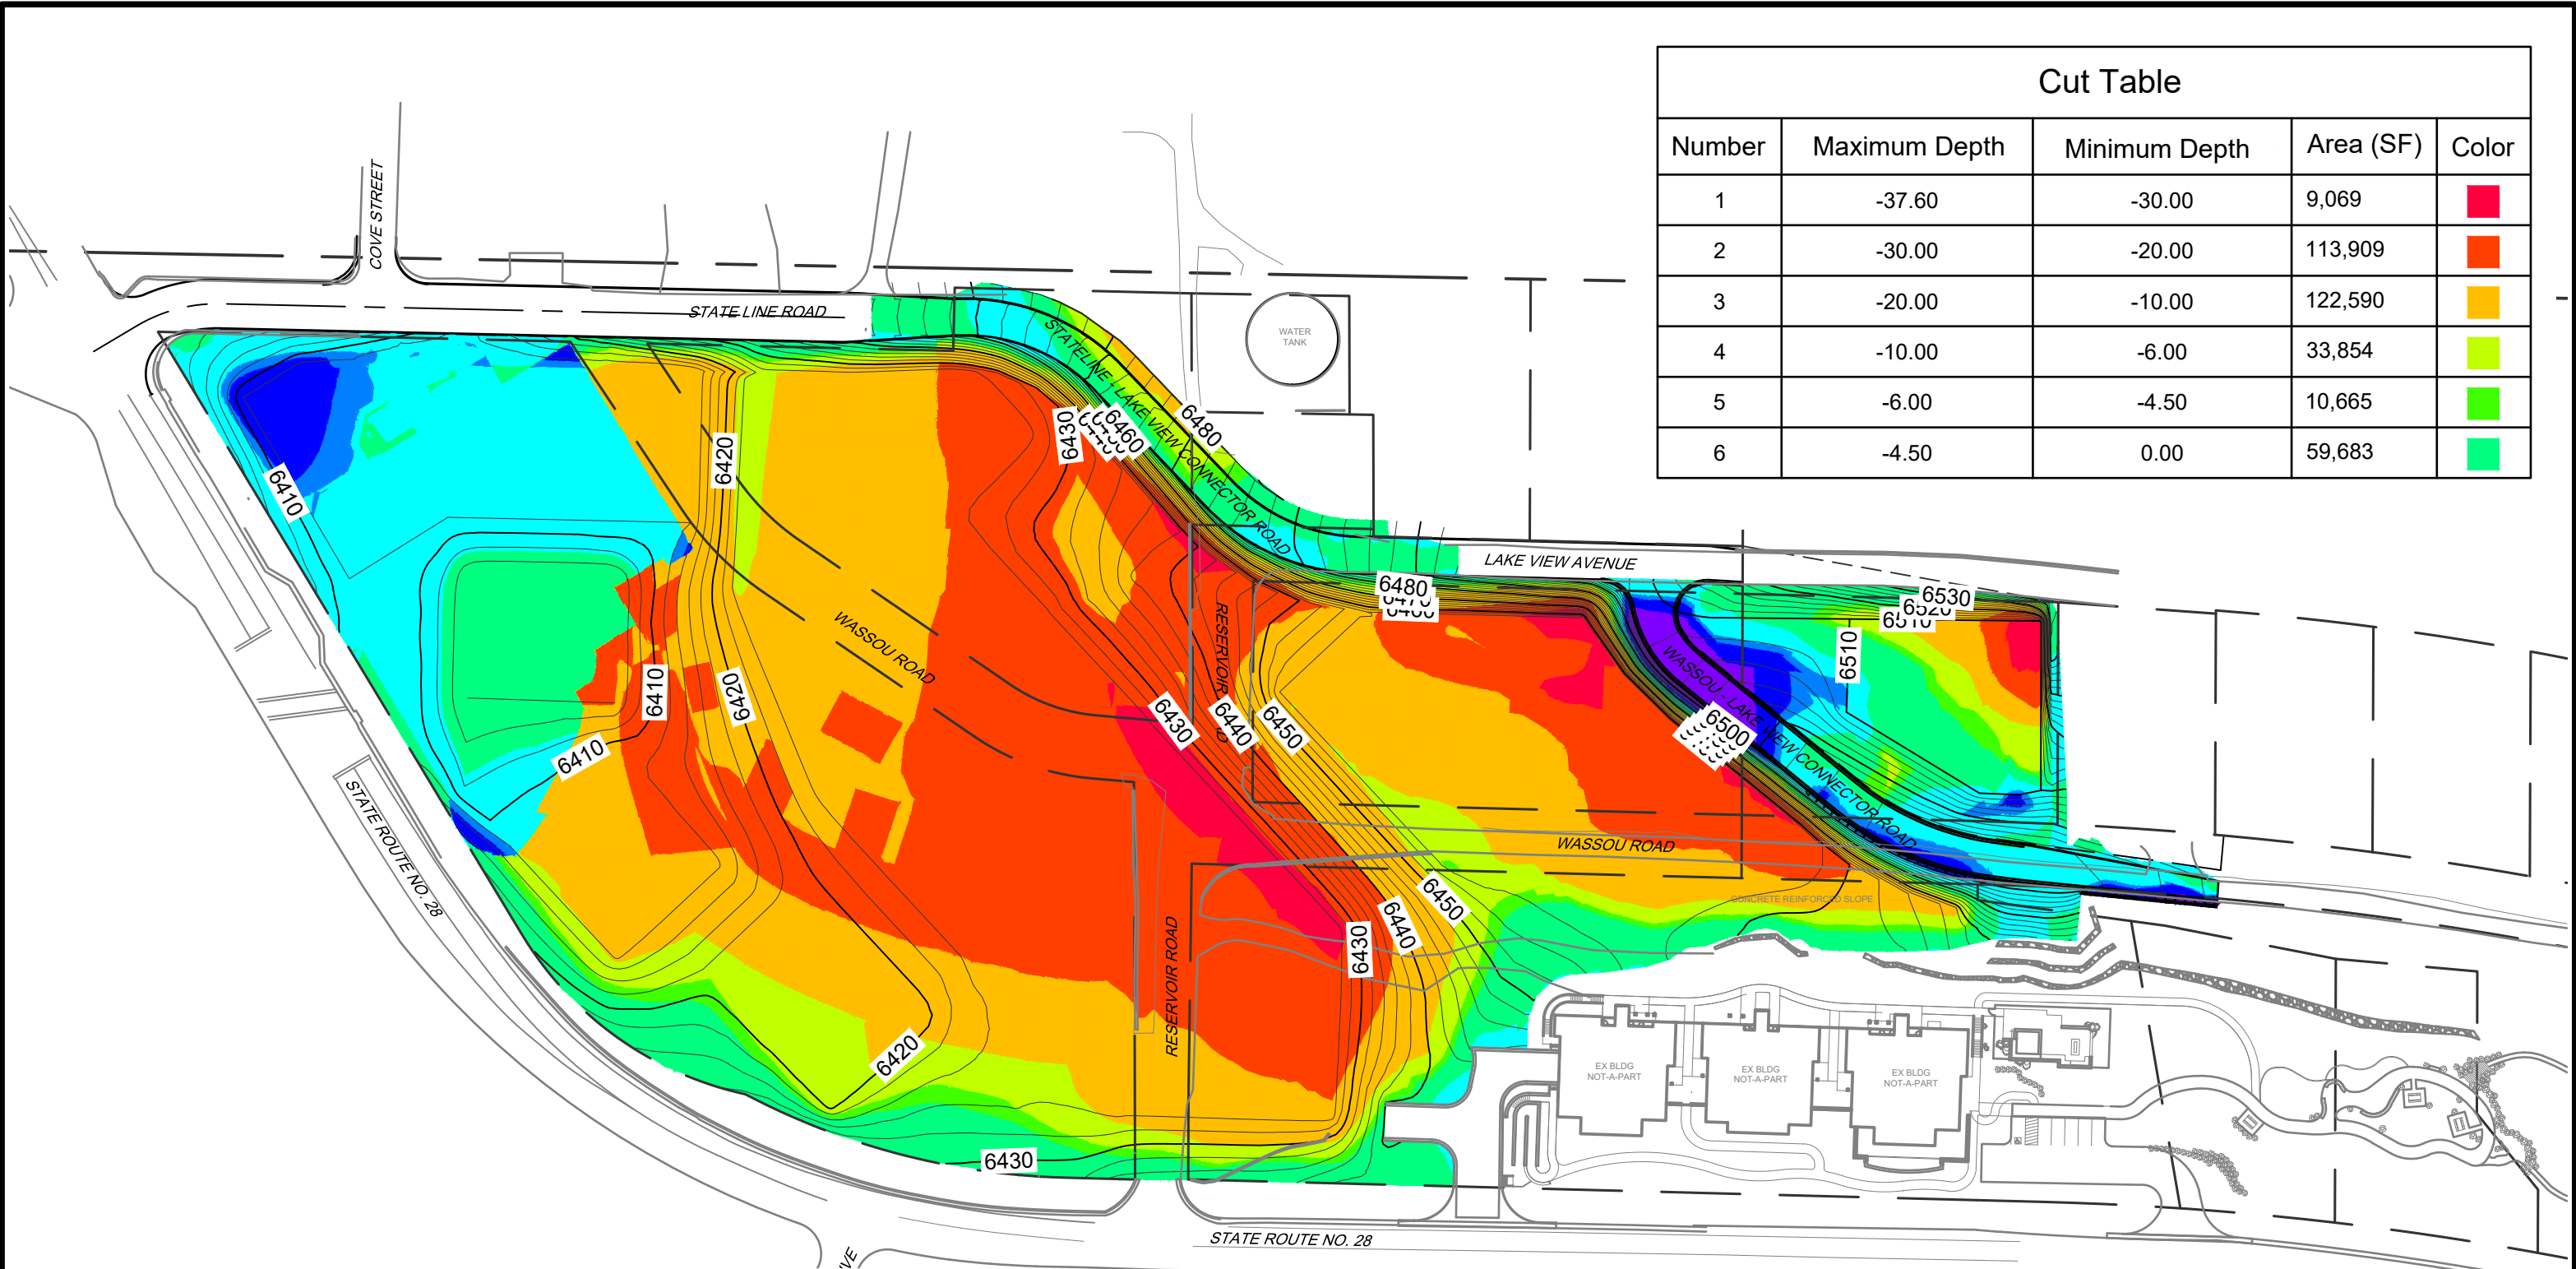 Cut Table
Number Maximum Depth Minimum Depth Area (SF) Color
1 -37.60 -30.00 9,069
2 -30.00 -20.00 113,909
3 -20.00 -10.00 122,590
4 -10.00 -6.00 33,854
5 -6.00 -4.50 10,665
6 -4.50 0.00 59,683
COVE STREET
STATE LINE ROAD
WATER
TANK
STATELINE - LAKE VIEW CONNECTOR ROAD
6480
6460
6430
6420
6410
LAKE VIEW AVENUE
6480
6530
6520
6510
6510
WASSOU ROAD
RESERVOIR
WASSOU - LAKE VIEW CONNECTOR ROAD
6500
6410
6420
6410
6430
6440
6450
STATE ROUTE NO. 28
WASSOU ROAD
CONCRETE REINFORCED SLOPE
6450
6440
6430
RESERVOIR ROAD
6420
6430
EX BLDG
NOT-A-PART
EX BLDG
NOT-A-PART
EX BLDG
NOT-A-PART
STATE ROUTE NO. 28